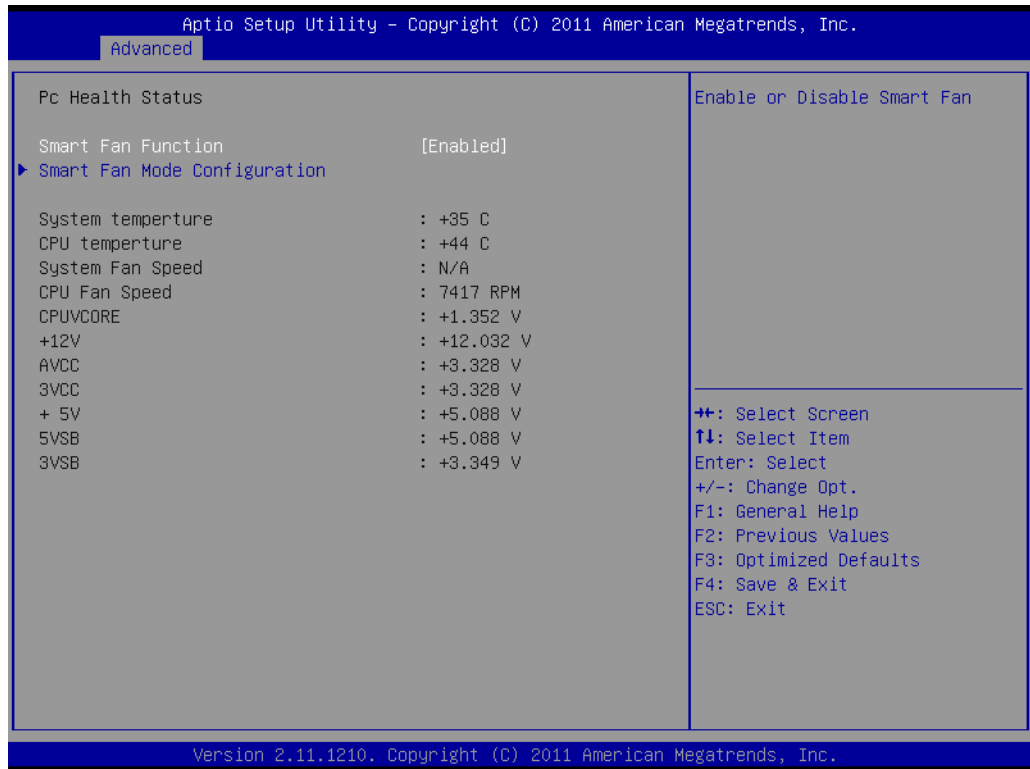 Aptio Setup Utility – Copyright (C) 2011 American Megatrends, Inc.
Advanced
Pc Health Status
Smart Fan Function [Enabled]
Smart Fan Mode Configuration
System temperture : +35 C
CPU temperture : +44 C
System Fan Speed : N/A
CPU Fan Speed : 7417 RPM
CPUVCORE : +1.352 V
+12V : +12.032 V
AVCC : +3.328 V
3VCC : +3.328 V
+ 5V : +5.088 V
5VSB : +5.088 V
3VSB : +3.349 V
Enable or Disable Smart Fan
→←: Select Screen
↑↓: Select Item
Enter: Select
+/-: Change Opt.
F1: General Help
F2: Previous Values
F3: Optimized Defaults
F4: Save & Exit
ESC: Exit
Version 2.11.1210. Copyright (C) 2011 American Megatrends, Inc.